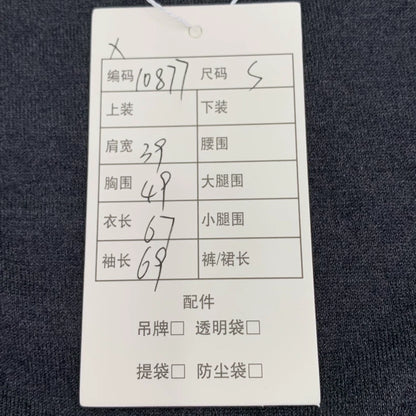 X
编码 10877 尺码 S
上装 下装
肩宽 39 腰围
胸围 49 大腿围
衣长 67 小腿围
袖长 69 裤/裙长
配件
吊牌□ 透明袋□
提袋□ 防尘袋□